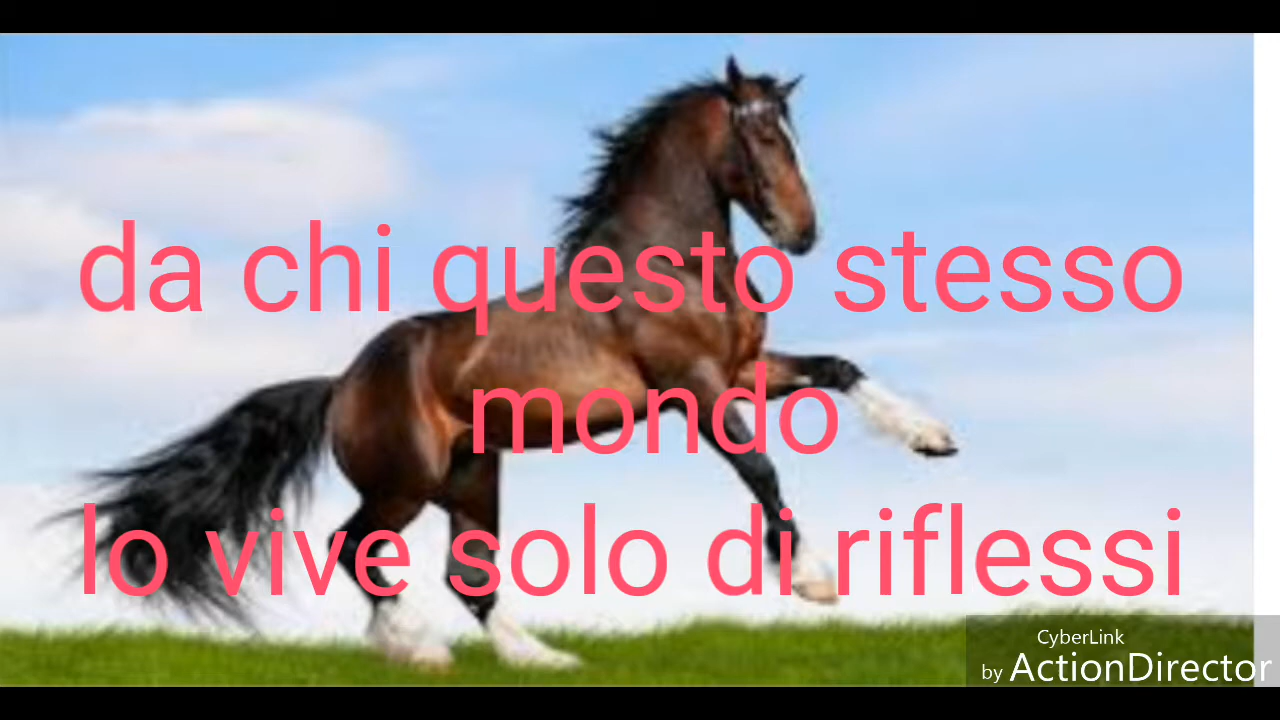 da chi questo stesso
mondo
lo vive solo di riflessi
CyberLink
by ActionDirector